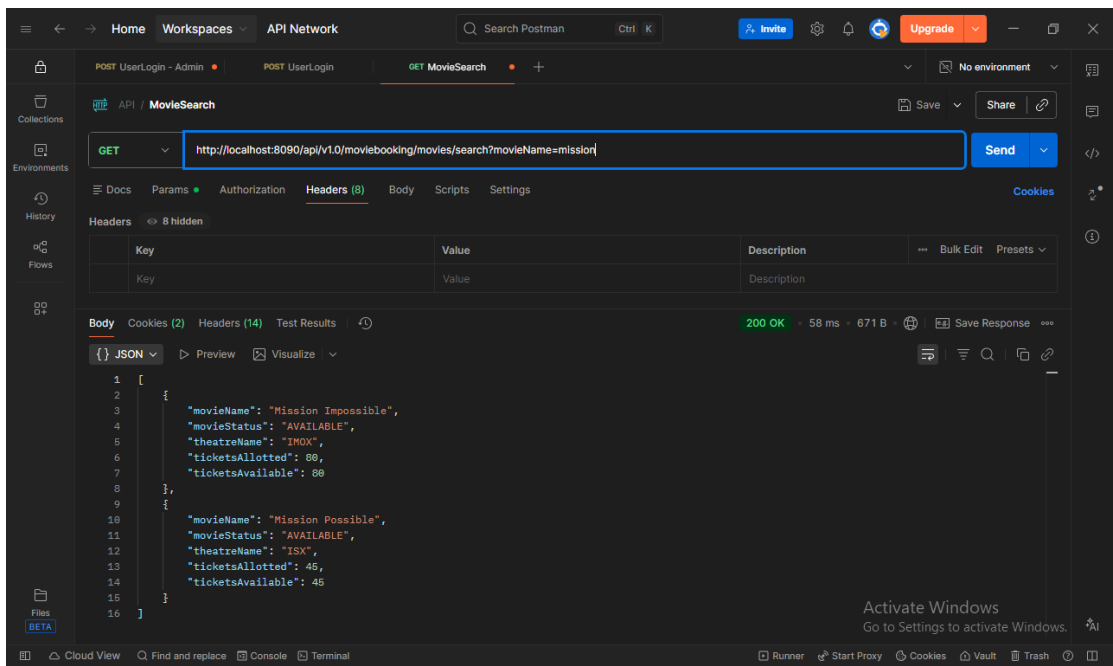 Home Workspaces API Network Search Postman Ctrl K Invite Upgrade
POST UserLogin - Admin POST UserLogin GET MovieSearch + No environment
HTTP API / MovieSearch Save Share
Collections
GET http://localhost:8090/api/v1.0/moviebooking/movies/search?movieName=mission Send
Environments
Docs Params Authorization Headers (8) Body Scripts Settings Cookies
History
Headers 8 hidden
Key Value Description ••• Bulk Edit Presets
Flows
Key Value Description
Body Cookies (2) Headers (14) Test Results 200 OK • 58 ms • 671 B • e.g. Save Response
{} JSON Preview Visualize
1 [
2 {
3 "movieName": "Mission Impossible",
4 "movieStatus": "AVAILABLE",
5 "theatreName": "IMOX",
6 "ticketsAllotted": 80,
7 "ticketsAvailable": 80
8 },
9 {
10 "movieName": "Mission Possible",
11 "movieStatus": "AVAILABLE",
12 "theatreName": "ISX",
13 "ticketsAllotted": 45,
14 "ticketsAvailable": 45
15 }
16 ]
Files
BETA
Activate Windows
Go to Settings to activate Windows.
AI
Cloud View Find and replace Console Terminal Runner Start Proxy Cookies Vault Trash